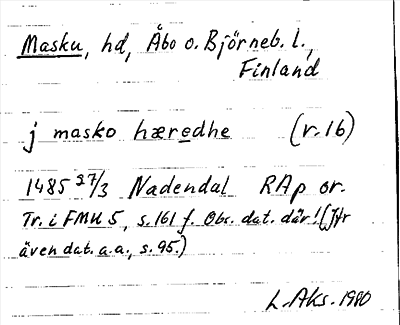 Masku, hd, Åbo o. Björneb. l.,
Finland
j masko hæredhe (r.16)
1485 27/3 Nadendal RAp or.
Tr. i FMU 5, s.161 f. Obs. dat. där!
även dat. a.a., s.95.)
L. Aks. 1980